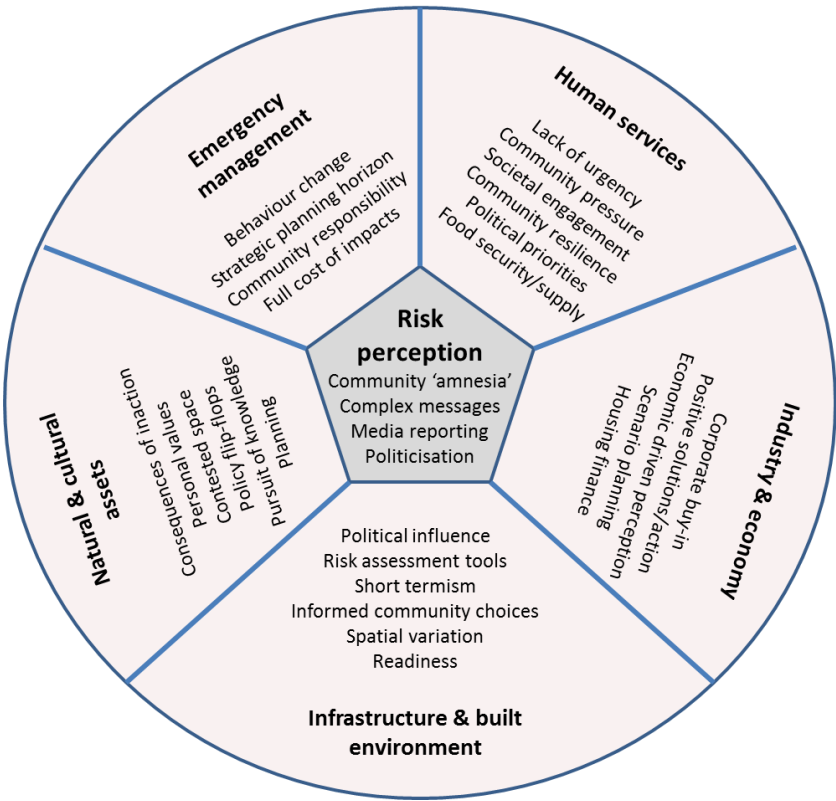 Emergency
management
Behaviour change
Strategic planning horizon
Community responsibility
Full cost of impacts
Human services
Lack of urgency
Community pressure
Societal engagement
Community resilience
Political priorities
Food security/supply
Risk
perception
Community ‘amnesia’
Complex messages
Media reporting
Politicisation
Industry & economy
Corporate buy-in
Positive solutions/action
Economic driven perception
Scenario planning
Housing finance
Political influence
Risk assessment tools
Short termism
Informed community choices
Spatial variation
Readiness
Infrastructure & built
environment
Natural & cultural
assets
Consequences of inaction
Personal values
Contested space
Policy flip-flops
Pursuit of knowledge
Planning